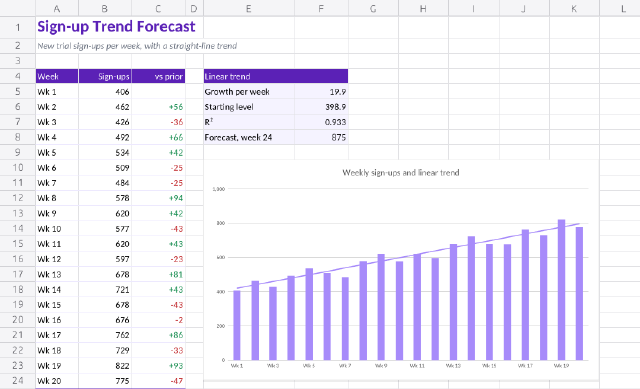 A B C D E F G H I J K L
1 Sign-up Trend Forecast
2 New trial sign-ups per week, with a straight-line trend
3
4 Week Sign-ups vs prior Linear trend
5 Wk 1 406 Growth per week 19.9
6 Wk 2 462 +56 Starting level 398.9
7 Wk 3 426 -36 R² 0.933
8 Wk 4 492 +66 Forecast, week 24 875
9 Wk 5 534 +42
10 Wk 6 509 -25
11 Wk 7 484 -25
12 Wk 8 578 +94
13 Wk 9 620 +42
14 Wk 10 577 -43
15 Wk 11 620 +43
16 Wk 12 597 -23
17 Wk 13 678 +81
18 Wk 14 721 +43
19 Wk 15 678 -43
20 Wk 16 676 -2
21 Wk 17 762 +86
22 Wk 18 729 -33
23 Wk 19 822 +93
24 Wk 20 775 -47
Weekly sign-ups and linear trend
1,000
800
600
400
200
0
Wk 1 Wk 3 Wk 5 Wk 7 Wk 9 Wk 11 Wk 13 Wk 15 Wk 17 Wk 19